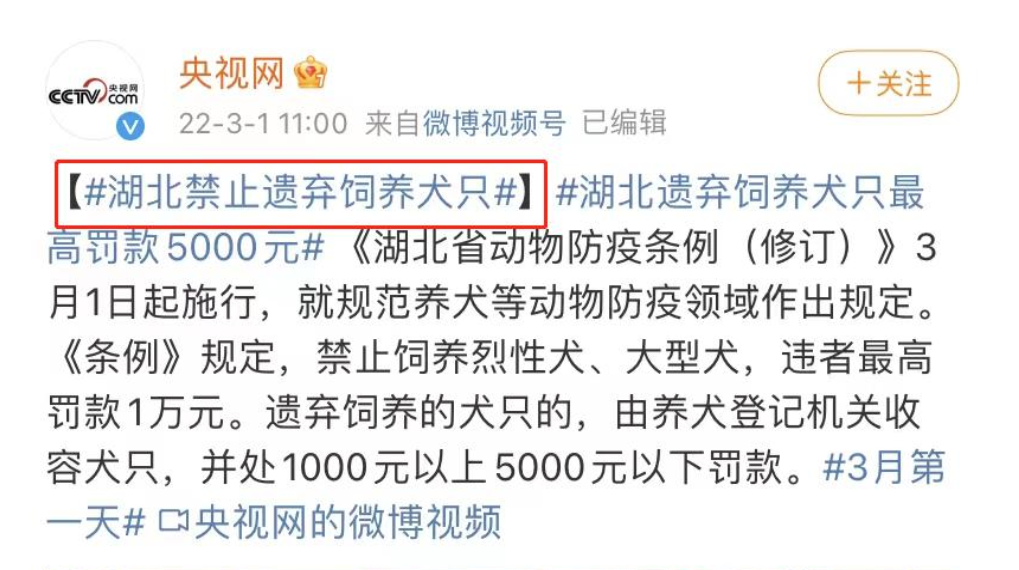 央视网
CCTV 央视网
com
+关注
22-3-1 11:00 来自微博视频号 已编辑
【#湖北禁止遗弃饲养犬只#】#湖北遗弃饲养犬只最
高罚款5000元#《湖北省动物防疫条例（修订）》3
月1日起施行，就规范养犬等动物防疫领域作出规定。
《条例》规定，禁止饲养烈性犬、大型犬，违者最高
罚款1万元。遗弃饲养的犬只的，由养犬登记机关收
容犬只，并处1000元以上5000元以下罚款。#3月第
一天# 央视网的微博视频